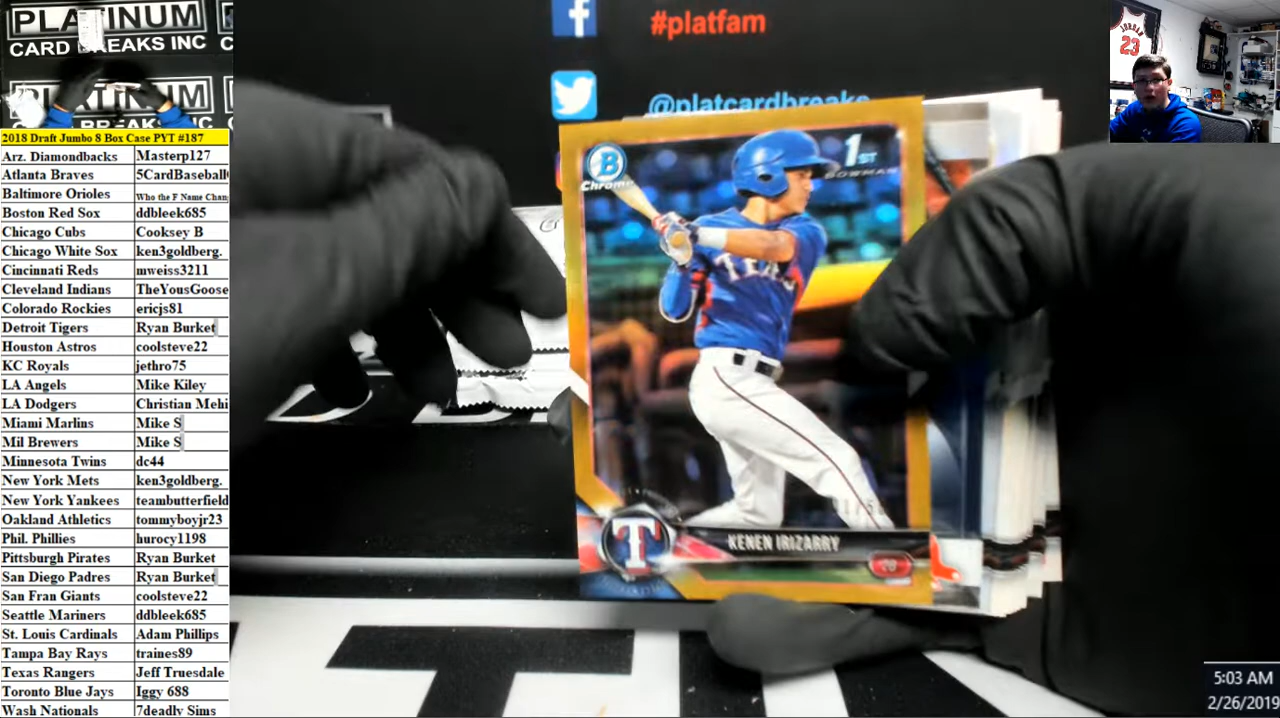 PLATINUM
CARD BREAKS INC
PLATINUM
2018 Draft Jumbo 8 Box Case PYT #187
Arz. Diamondbacks Masterp127
Atlanta Braves 5CardBaseball
Baltimore Orioles Who the F Name Chan
Boston Red Sox ddbleek685
Chicago Cubs Cooksey B
Chicago White Sox ken3goldberg.
Cincinnati Reds mweiss3211
Cleveland Indians TheYousGoose
Colorado Rockies ericjs81
Detroit Tigers Ryan Burket
Houston Astros coolsteve22
KC Royals jethro75
LA Angels Mike Kiley
LA Dodgers Christian Mehi
Miami Marlins Mike S
Mil Brewers Mike S
Minnesota Twins dc44
New York Mets ken3goldberg.
New York Yankees teambutterfield
Oakland Athletics tommyboyjr23
Phil. Phillies hurocy1198
Pittsburgh Pirates Ryan Burket
San Diego Padres Ryan Burket
San Fran Giants coolsteve22
Seattle Mariners ddbleek685
St. Louis Cardinals Adam Phillips
Tampa Bay Rays traines89
Texas Rangers Jeff Truesdale
Toronto Blue Jays Iggy 688
Wash Nationals 7deadly Sims
#platfam
@platcardbreaks
B
Chrome
1ST
BOWMAN
TEXAS
T
KENEN IRIZARRY
JORDAN
23
5:03 AM
2/26/2019